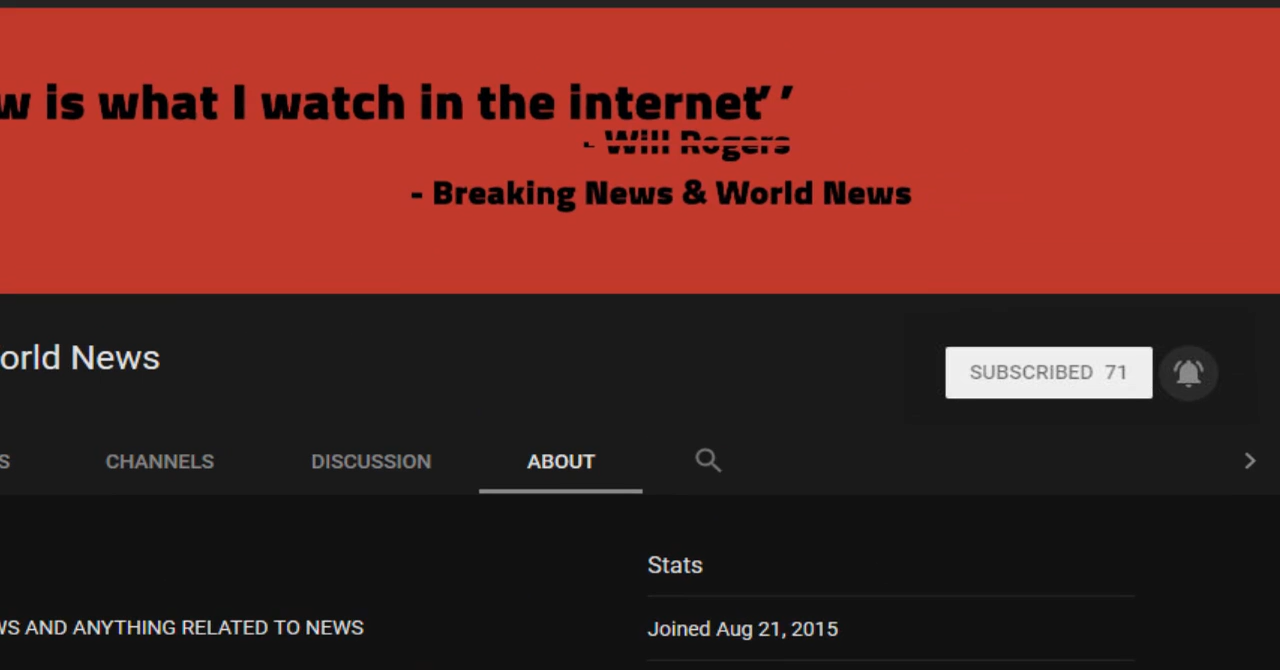 w is what I watch in the internet’’
- Will Rogers
- Breaking News & World News
orld News
SUBSCRIBED 71
S CHANNELS DISCUSSION ABOUT
Stats
WS AND ANYTHING RELATED TO NEWS
Joined Aug 21, 2015